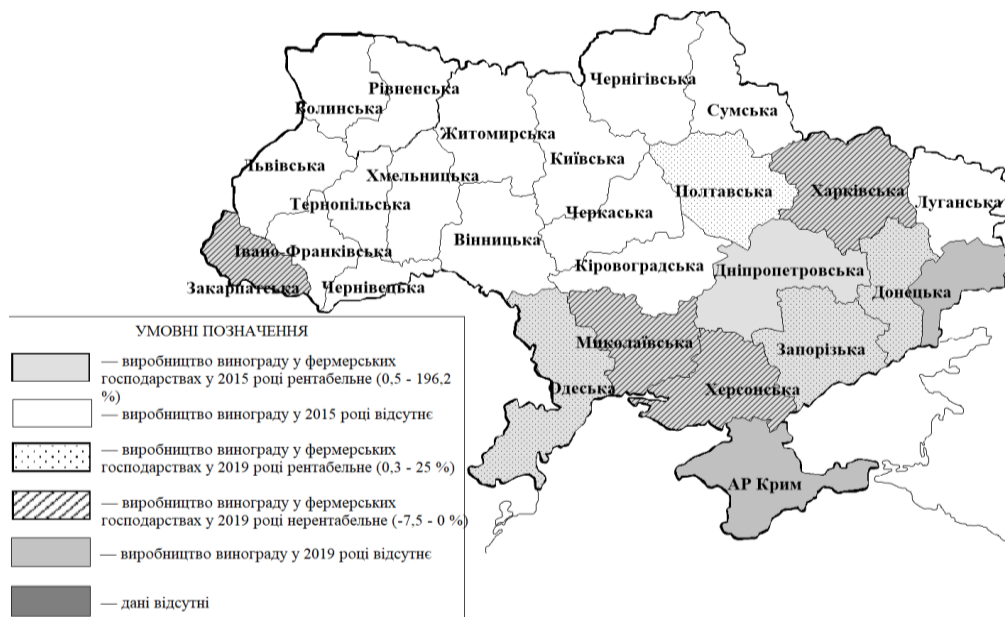 Чернігівська
Рівненська
Волинська
Сумська
Житомирська
Київська
Львівська
Хмельницька
Полтавська
Харківська
Луганська
Тернопільська
Черкаська
Вінницька
Івано-Франківська
Кіровоградська
Дніпропетровська
Закарпатська
Чернівецька
Донецька
Миколаївська
Запорізька
Одеська
Херсонська
АР Крим
УМОВНІ ПОЗНАЧЕННЯ
— виробництво винограду у фермерських
господарствах у 2015 році рентабельне (0,5 - 196,2
%)
— виробництво винограду у 2015 році відсутнє
— виробництво винограду у фермерських
господарствах у 2019 році рентабельне (0,3 - 25 %)
— виробництво винограду у фермерських
господарствах у 2019 році нерентабельне (-7,5 - 0 %)
— виробництво винограду у 2019 році відсутнє
— дані відсутні